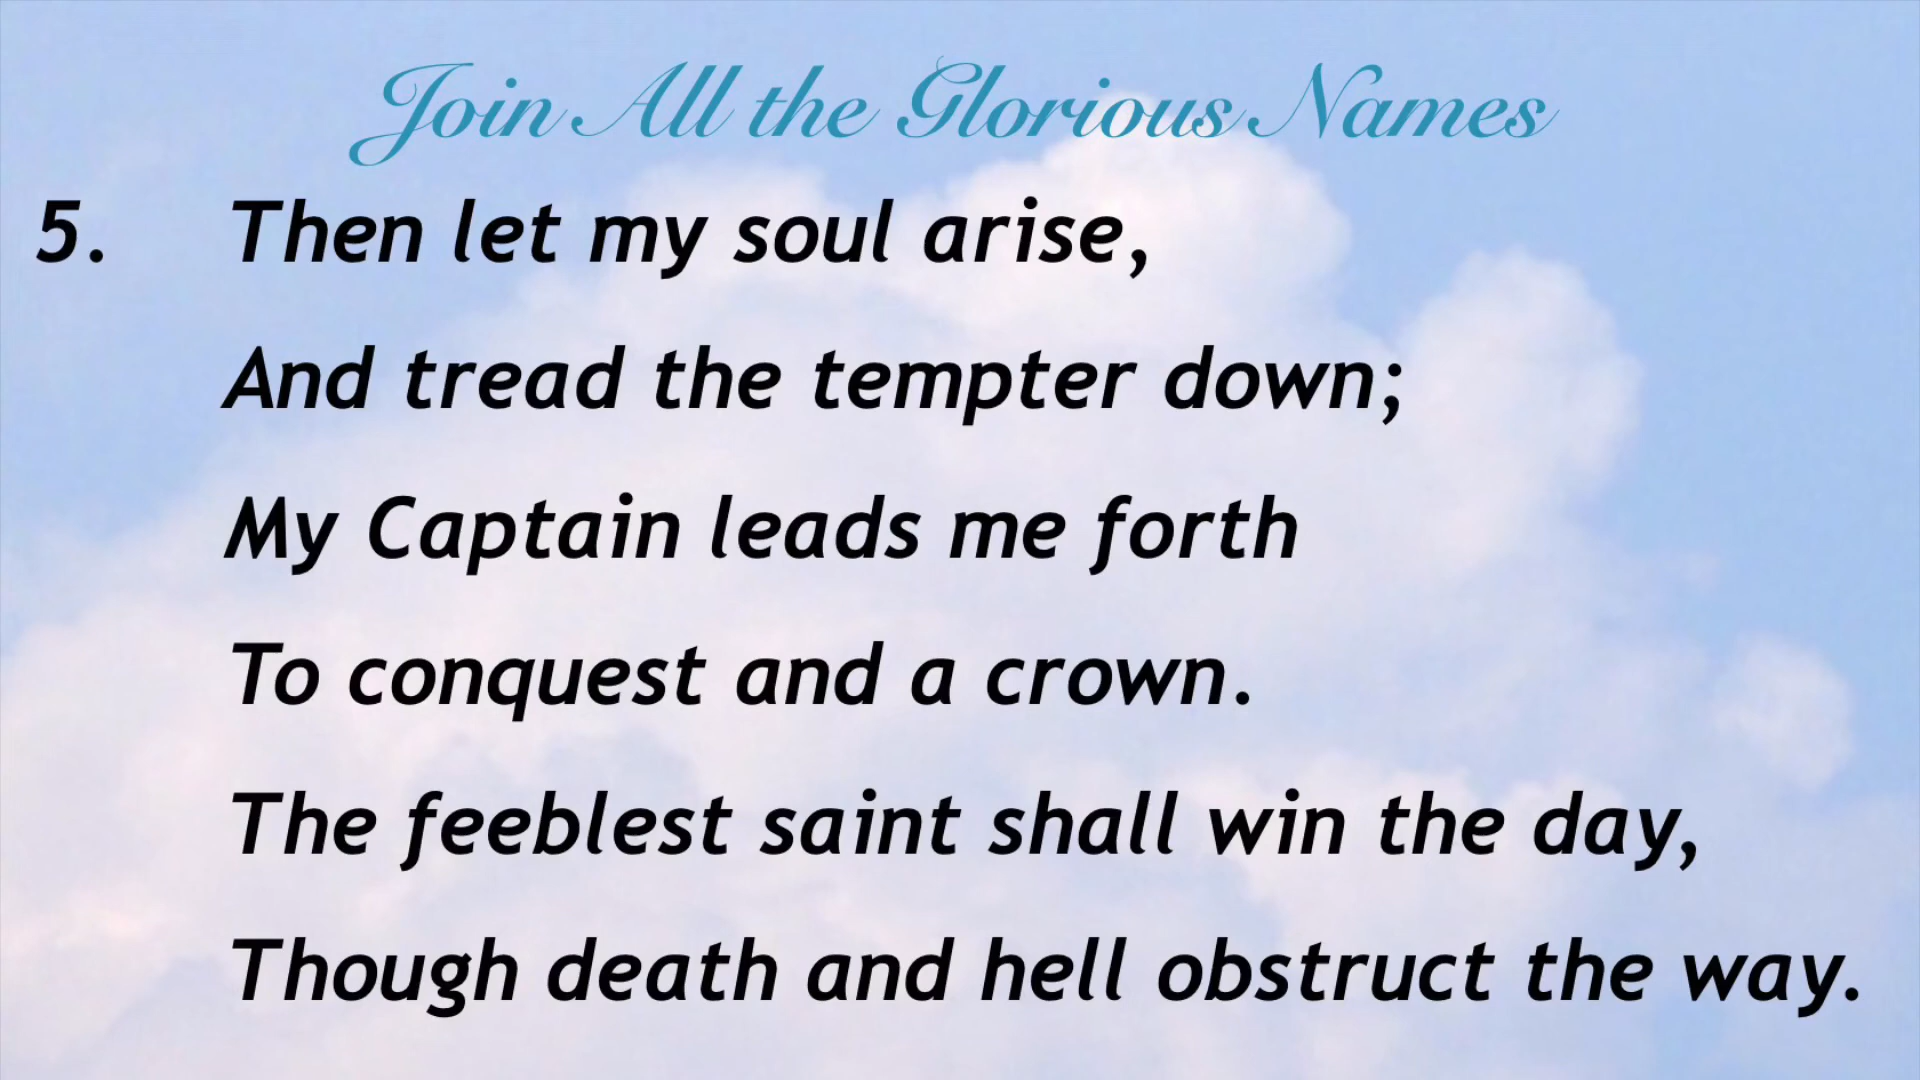 Join All the Glorious Names
5. Then let my soul arise,
And tread the tempter down;
My Captain leads me forth
To conquest and a crown.
The feeblest saint shall win the day,
Though death and hell obstruct the way.